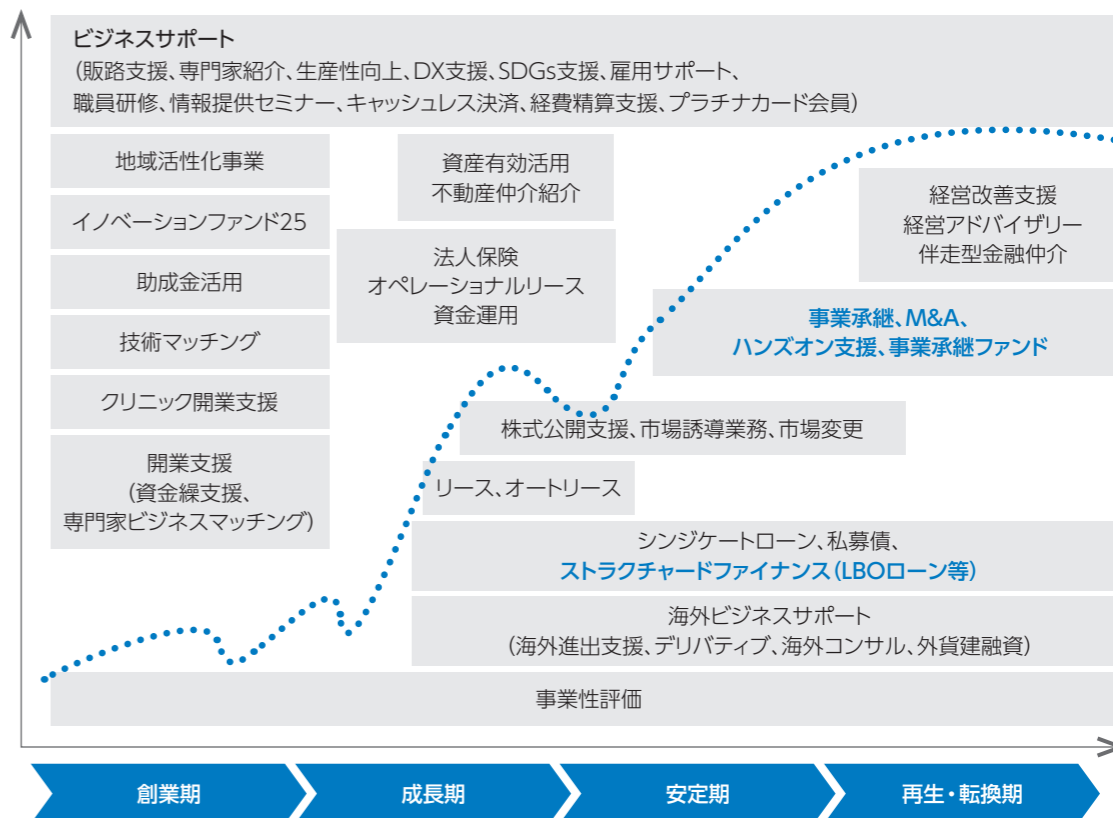 ビジネスサポート
(販路支援、専門家紹介、生産性向上、DX支援、SDGs支援、雇用サポート、
職員研修、情報提供セミナー、キャッシュレス決済、経費精算支援、プラチナカード会員)
地域活性化事業
イノベーションファンド25
助成金活用
技術マッチング
クリニック開業支援
開業支援
(資金繰支援、
専門家ビジネスマッチング)
資産有効活用
不動産仲介紹介
法人保険
オペレーショナルリース
資金運用
経営改善支援
経営アドバイザリー
伴走型金融仲介
事業承継、M&A、
ハンズオン支援、事業承継ファンド
株式公開支援、市場誘導業務、市場変更
リース、オートリース
シンジケートローン、私募債、
ストラクチャードファイナンス(LBOローン等)
海外ビジネスサポート
(海外進出支援、デリバティブ、海外コンサル、外貨建融資)
事業性評価
創業期
成長期
安定期
再生・転換期